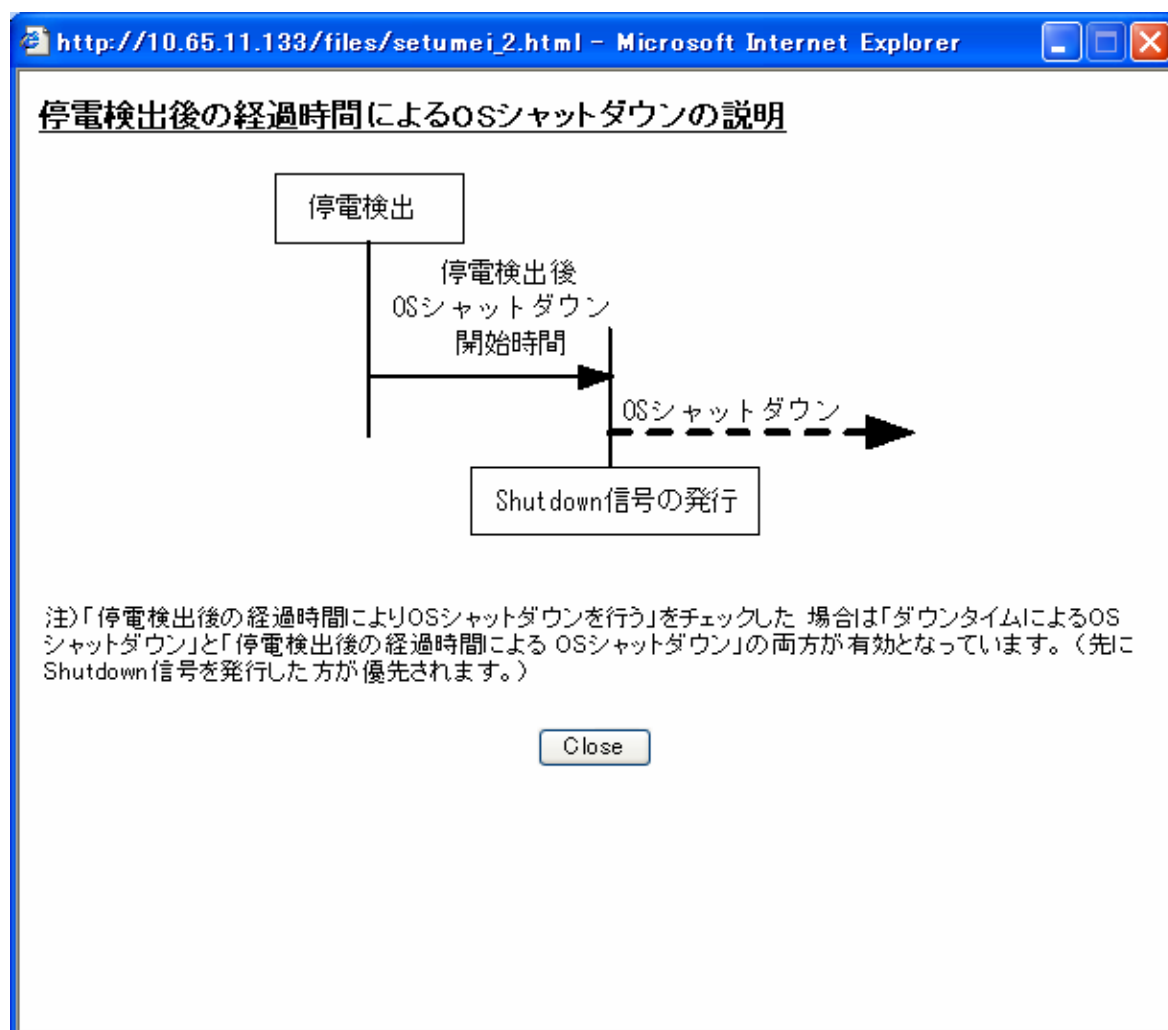 http://10.65.11.133/files/setumei_2.html - Microsoft Internet Explorer
停電検出後の経過時間によるOSシャットダウンの説明
停電検出
停電検出後
OSシャットダウン
開始時間
OSシャットダウン
Shutdown信号の発行
注)「停電検出後の経過時間によりOSシャットダウンを行う」をチェックした 場合は「ダウンタイムによるOS
シャットダウン」と「停電検出後の経過時間による OSシャットダウン」の両方が有効となっています。(先に
Shutdown信号を発行した方が優先されます。)
Close